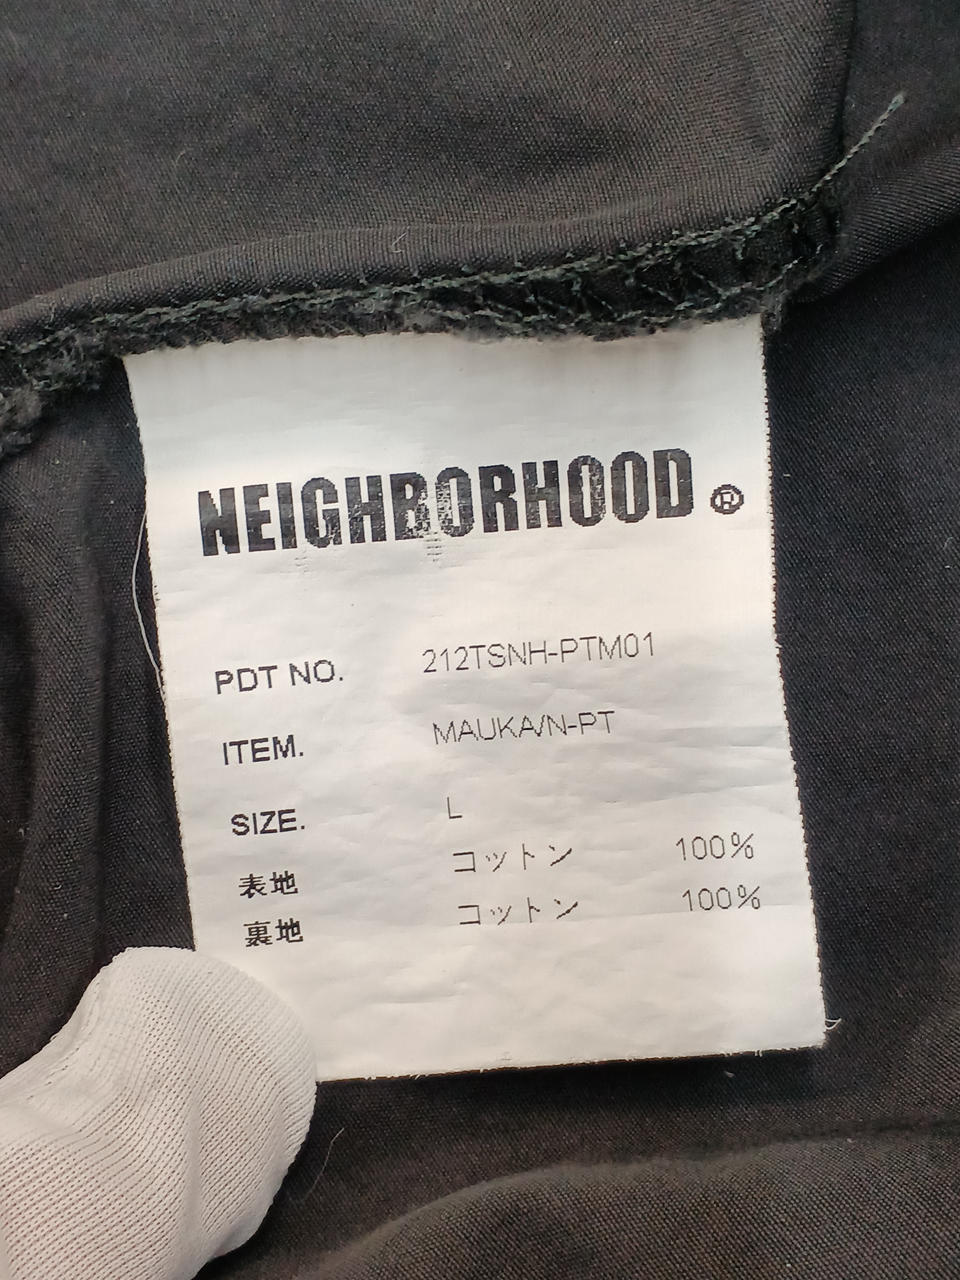 NEIGHBORHOOD®
PDT NO. 212TSNH-PTM01
ITEM. MAUKA/N-PT
SIZE. L
表地 コットン 100%
裏地 コットン 100%